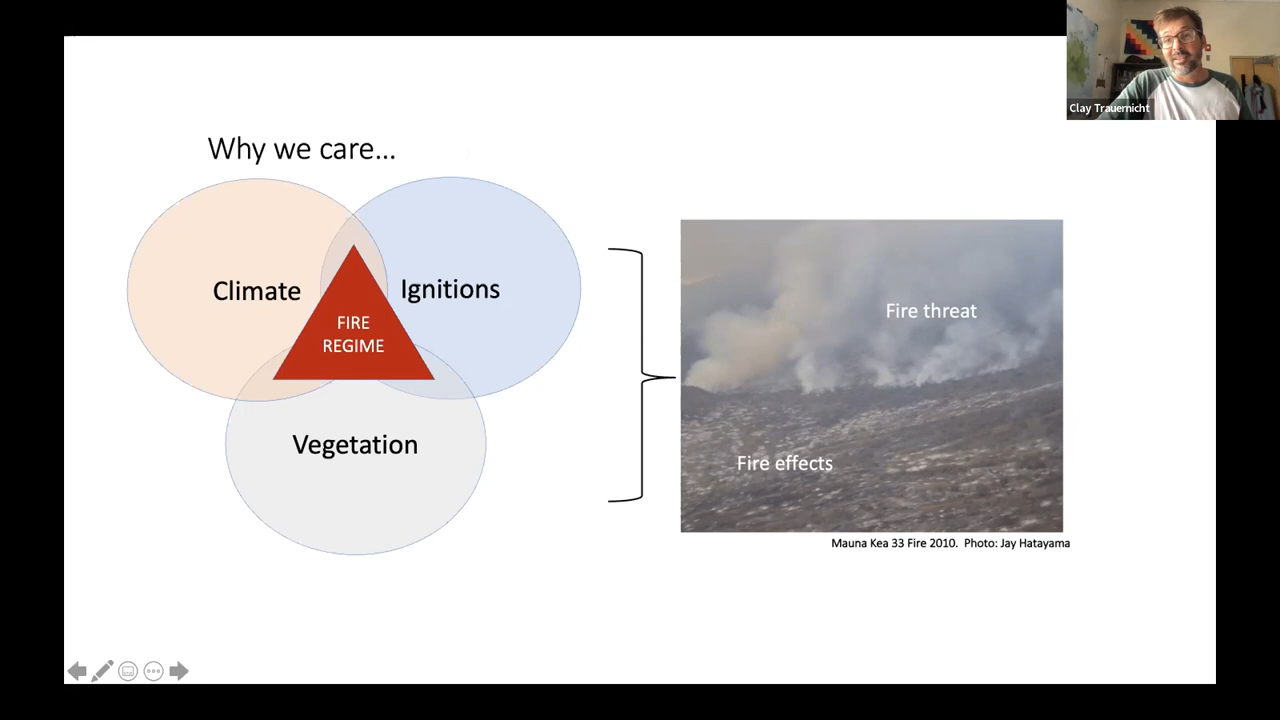 Clay Trauernicht
Why we care...
Climate
Ignitions
FIRE
REGIME
Vegetation
Fire threat
Fire effects
Mauna Kea 33 Fire 2010.  Photo: Jay Hatayama